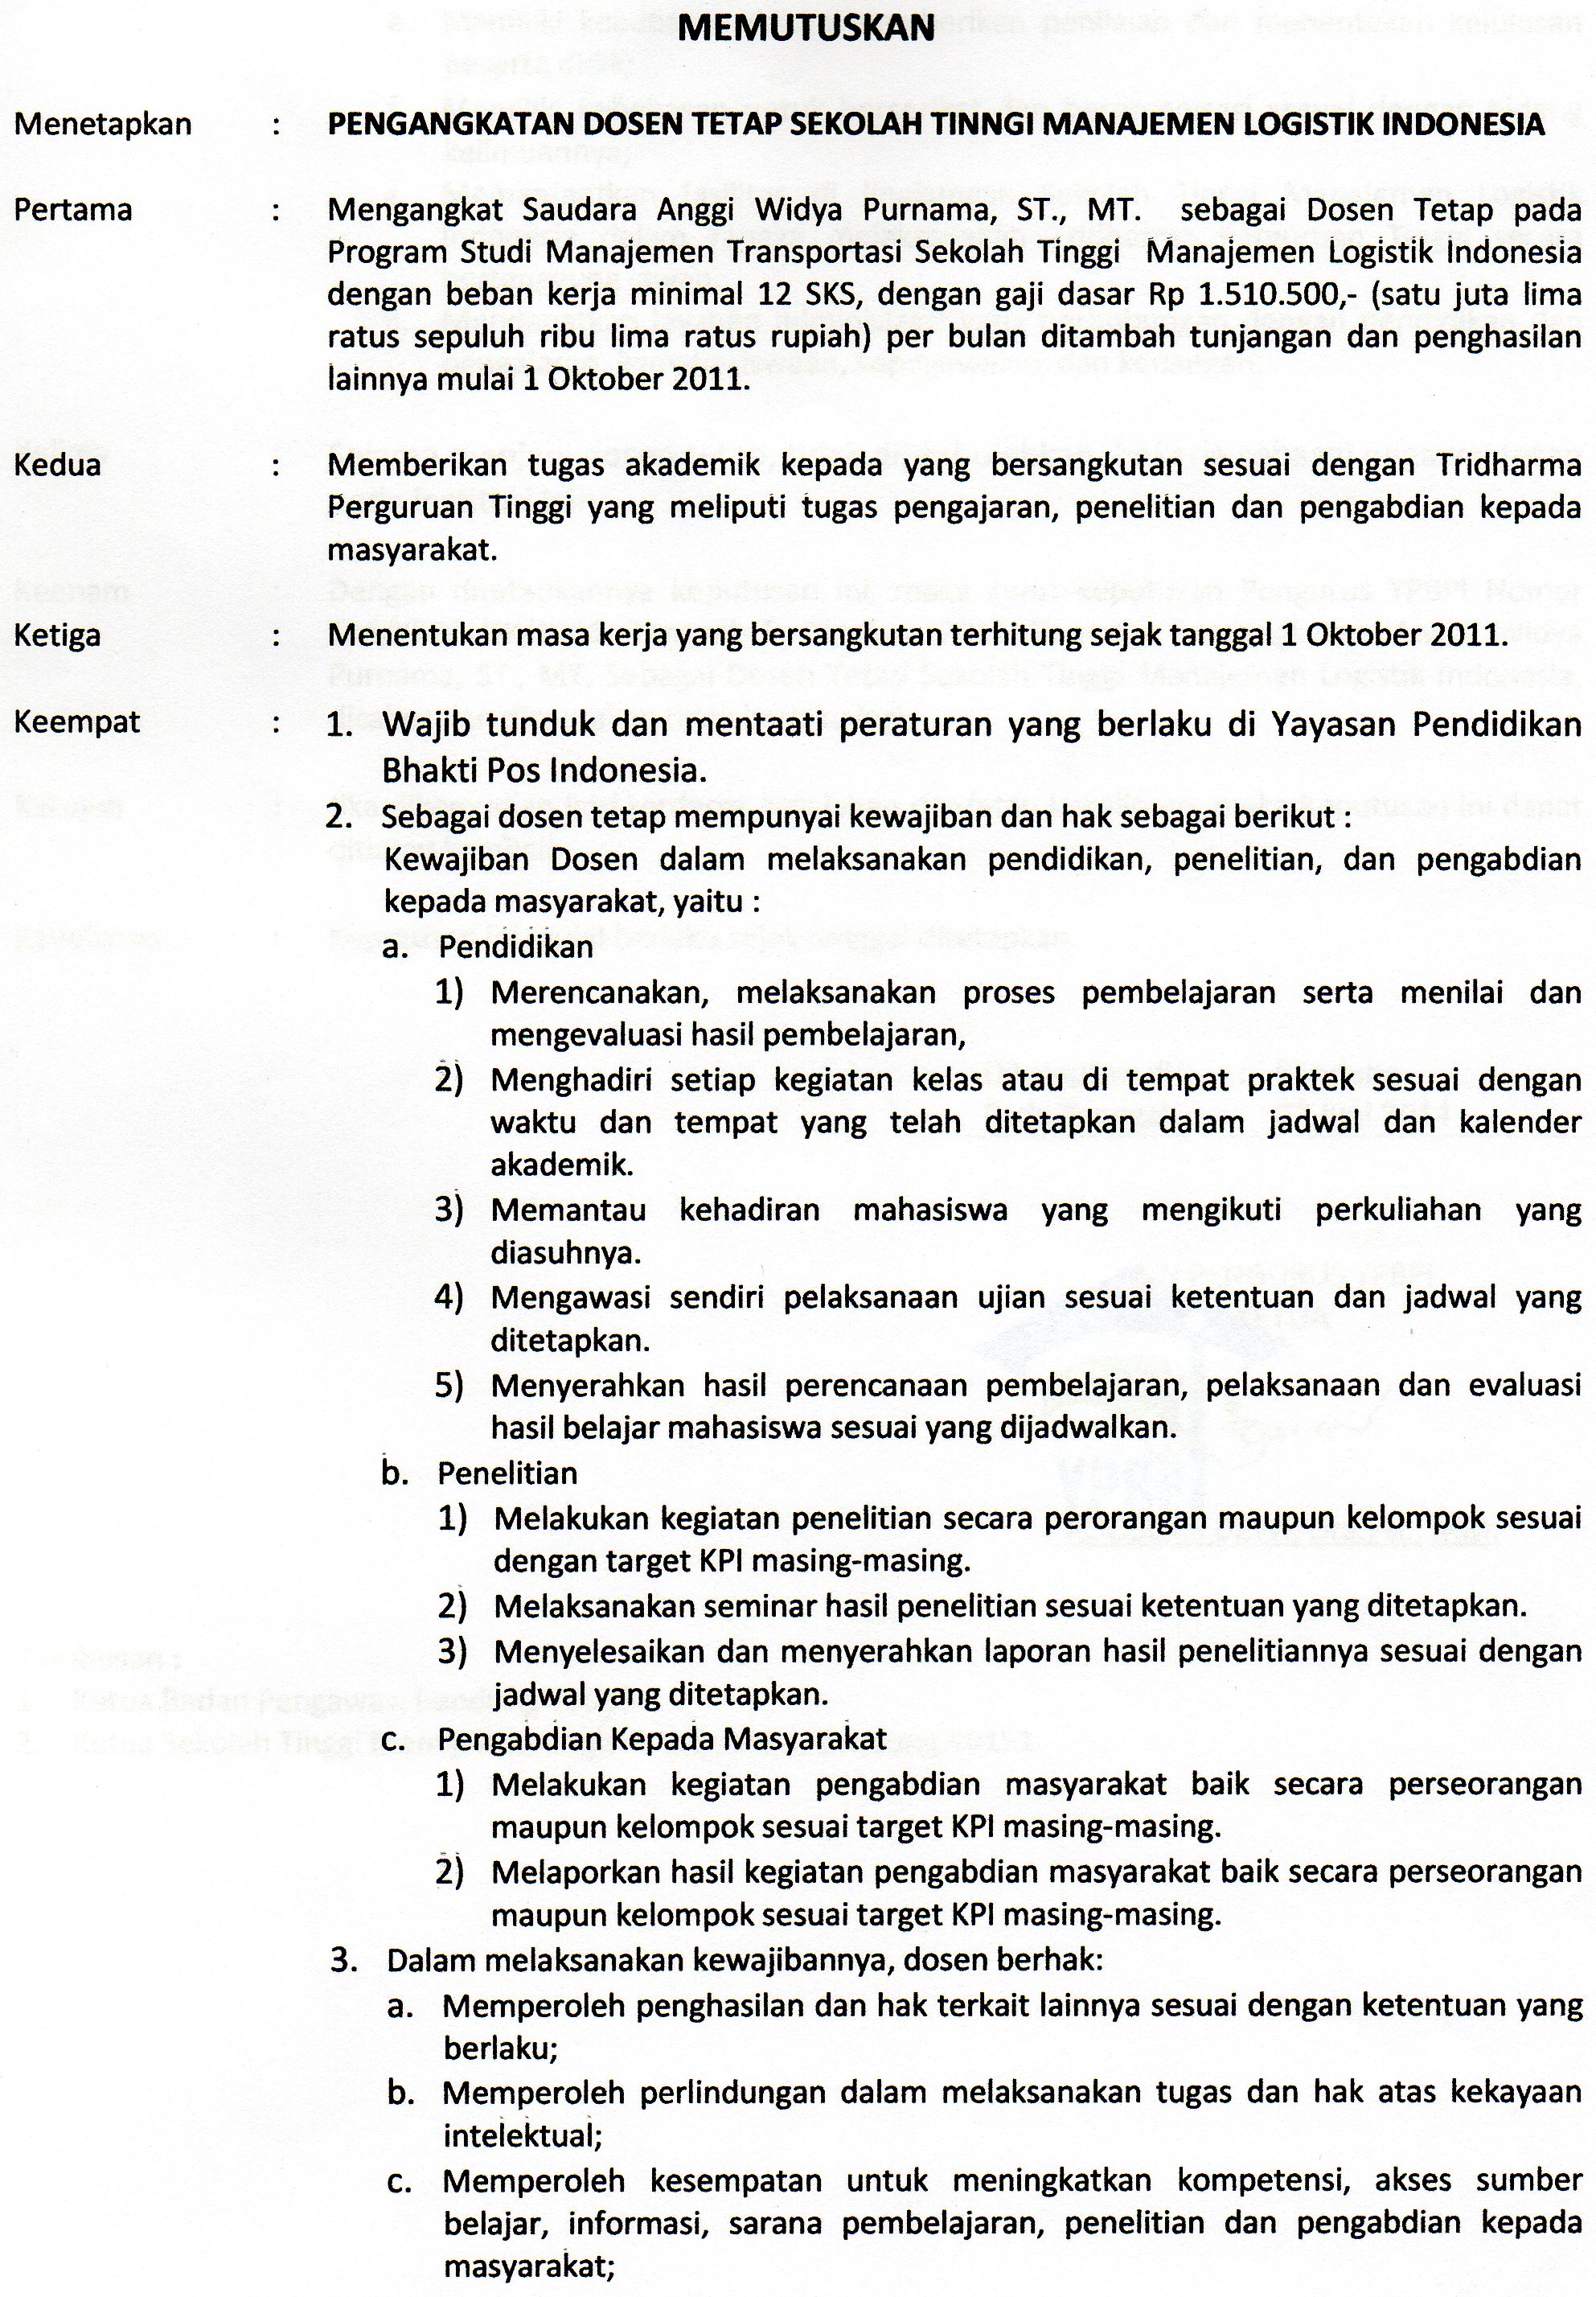 MEMUTUSKAN
Menetapkan : PENGANGKATAN DOSEN TETAP SEKOLAH TINNGI MANAJEMEN LOGISTIK INDONESIA
Pertama : Mengangkat Saudara Anggi Widya Purnama, ST., MT. sebagai Dosen Tetap pada
Program Studi Manajemen Transportasi Sekolah Tinggi Manajemen Logistik Indonesia
dengan beban kerja minimal 12 SKS, dengan gaji dasar Rp 1.510.500,- (satu juta lima
ratus sepuluh ribu lima ratus rupiah) per bulan ditambah tunjangan dan penghasilan
lainnya mulai 1 Oktober 2011.
Kedua : Memberikan tugas akademik kepada yang bersangkutan sesuai dengan Tridharma
Perguruan Tinggi yang meliputi tugas pengajaran, penelitian dan pengabdian kepada
masyarakat.
Ketiga : Menentukan masa kerja yang bersangkutan terhitung sejak tanggal 1 Oktober 2011.
Keempat : 1. Wajib tunduk dan mentaati peraturan yang berlaku di Yayasan Pendidikan
Bhakti Pos Indonesia.
2. Sebagai dosen tetap mempunyai kewajiban dan hak sebagai berikut :
Kewajiban Dosen dalam melaksanakan pendidikan, penelitian, dan pengabdian
kepada masyarakat, yaitu :
a. Pendidikan
1) Merencanakan, melaksanakan proses pembelajaran serta menilai dan
mengevaluasi hasil pembelajaran,
2) Menghadiri setiap kegiatan kelas atau di tempat praktek sesuai dengan
waktu dan tempat yang telah ditetapkan dalam jadwal dan kalender
akademik.
3) Memantau kehadiran mahasiswa yang mengikuti perkuliahan yang
diasuhnya.
4) Mengawasi sendiri pelaksanaan ujian sesuai ketentuan dan jadwal yang
ditetapkan.
5) Menyerahkan hasil perencanaan pembelajaran, pelaksanaan dan evaluasi
hasil belajar mahasiswa sesuai yang dijadwalkan.
b. Penelitian
1) Melakukan kegiatan penelitian secara perorangan maupun kelompok sesuai
dengan target KPI masing-masing.
2) Melaksanakan seminar hasil penelitian sesuai ketentuan yang ditetapkan.
3) Menyelesaikan dan menyerahkan laporan hasil penelitiannya sesuai dengan
jadwal yang ditetapkan.
c. Pengabdian Kepada Masyarakat
1) Melakukan kegiatan pengabdian masyarakat baik secara perseorangan
maupun kelompok sesuai target KPI masing-masing.
2) Melaporkan hasil kegiatan pengabdian masyarakat baik secara perseorangan
maupun kelompok sesuai target KPI masing-masing.
3. Dalam melaksanakan kewajibannya, dosen berhak:
a. Memperoleh penghasilan dan hak terkait lainnya sesuai dengan ketentuan yang
berlaku;
b. Memperoleh perlindungan dalam melaksanakan tugas dan hak atas kekayaan
intelektual;
c. Memperoleh kesempatan untuk meningkatkan kompetensi, akses sumber
belajar, informasi, sarana pembelajaran, penelitian dan pengabdian kepada
masyarakat;